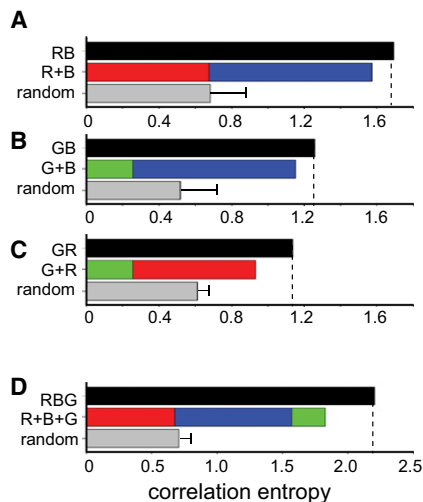 A
RB
R+B
random
0 0.4 0.8 1.2 1.6
B
GB
G+B
random
0 0.4 0.8 1.2 1.6
C
GR
G+R
random
0 0.4 0.8 1.2 1.6
D
RBG
R+B+G
random
0 0.5 1.0 1.5 2.0 2.5
correlation entropy